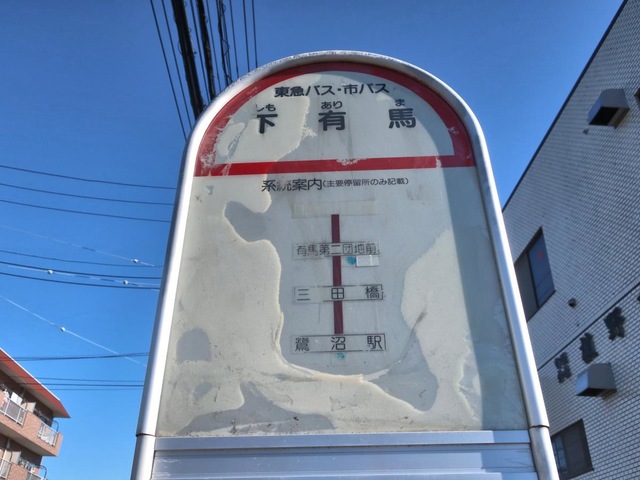 東急バス・市バス
しも あり ま
下有馬
系統案内(主要停留所のみ記載)
有馬第二団地前
三田橋
鷺沼駅